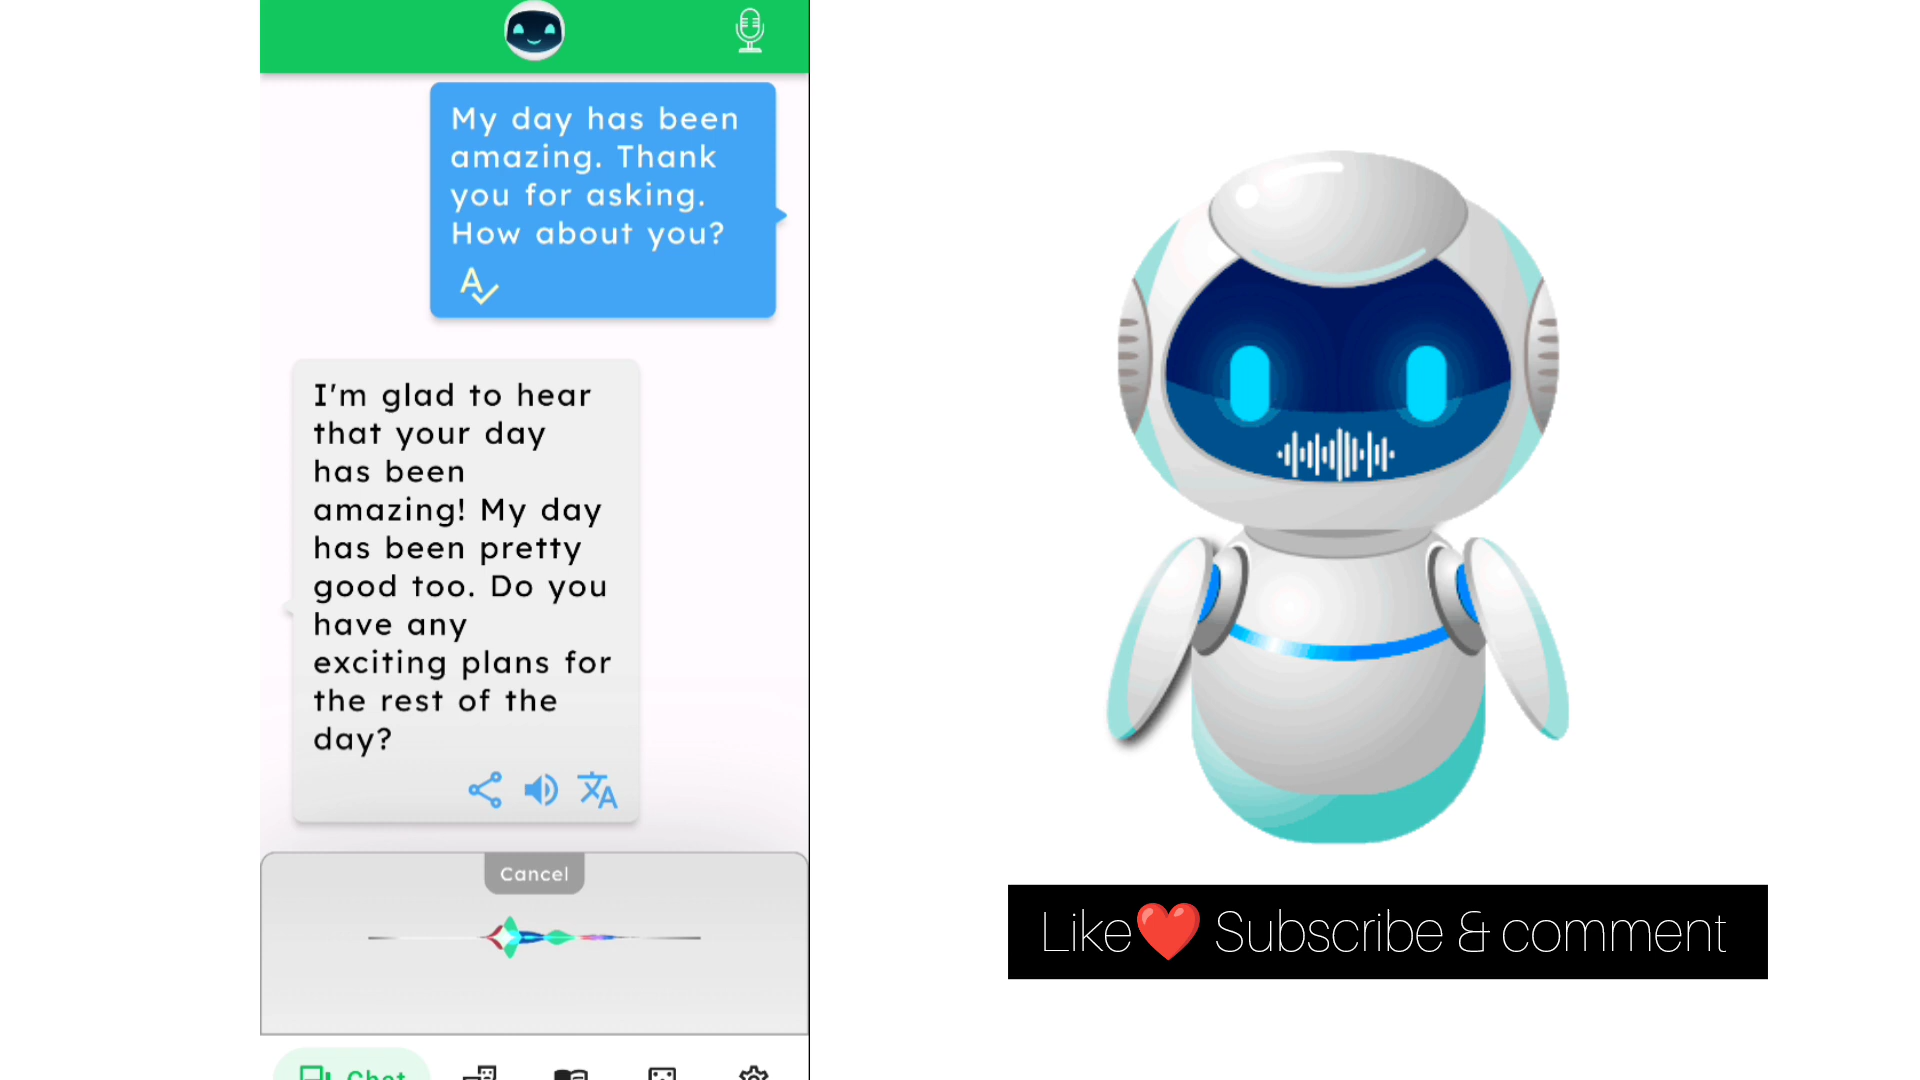 My day has been
amazing. Thank
you for asking.
How about you?
I'm glad to hear
that your day
has been
amazing! My day
has been pretty
good too. Do you
have any
exciting plans for
the rest of the
day?
Cancel
Chat
Like❤️ Subscribe & comment